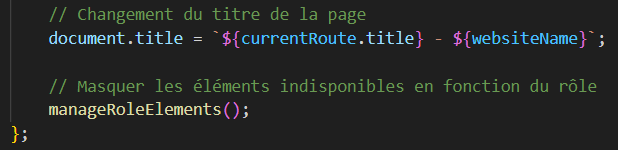 // Changement du titre de la page
document.title = `${currentRoute.title} - ${websiteName}`;
// Masquer les éléments indisponibles en fonction du rôle
manageRoleElements();
};